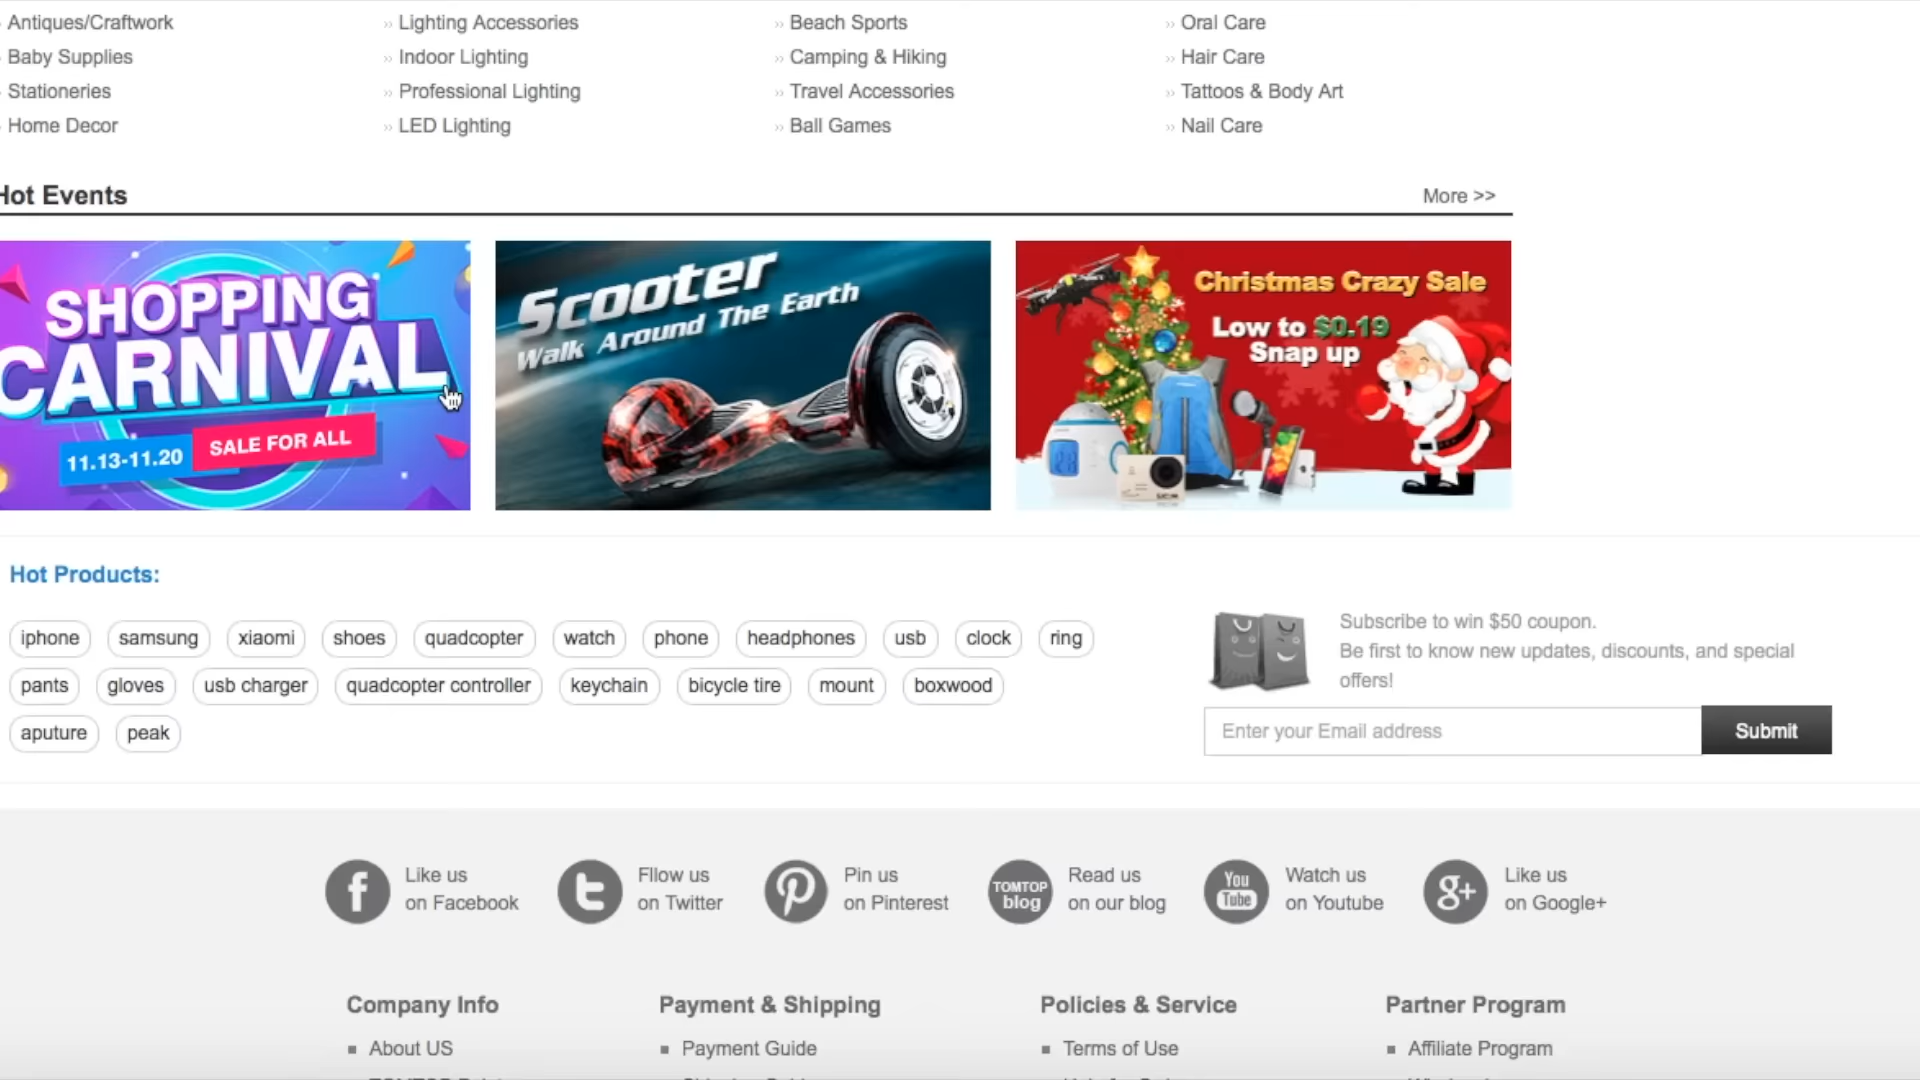 Antiques/Craftwork
Baby Supplies
Stationeries
Home Decor
›› Lighting Accessories
›› Indoor Lighting
›› Professional Lighting
›› LED Lighting
›› Beach Sports
›› Camping & Hiking
›› Travel Accessories
›› Ball Games
›› Oral Care
›› Hair Care
›› Tattoos & Body Art
›› Nail Care
Hot Events
More >>
SHOPPING
CARNIVAL
11.13-11.20 SALE FOR ALL
Scooter
Walk Around The Earth
Christmas Crazy Sale
Low to $0.19
Snap up
Hot Products:
iphone samsung xiaomi shoes quadcopter watch phone headphones usb clock ring
pants gloves usb charger quadcopter controller keychain bicycle tire mount boxwood
aputure peak
Subscribe to win $50 coupon.
Be first to know new updates, discounts, and special
offers!
Enter your Email address Submit
Like us
on Facebook
Fllow us
on Twitter
Pin us
on Pinterest
TOMTOP
blog
Read us
on our blog
You
Tube
Watch us
on Youtube
g+
Like us
on Google+
Company Info
About US
Payment & Shipping
Payment Guide
Policies & Service
Terms of Use
Partner Program
Affiliate Program